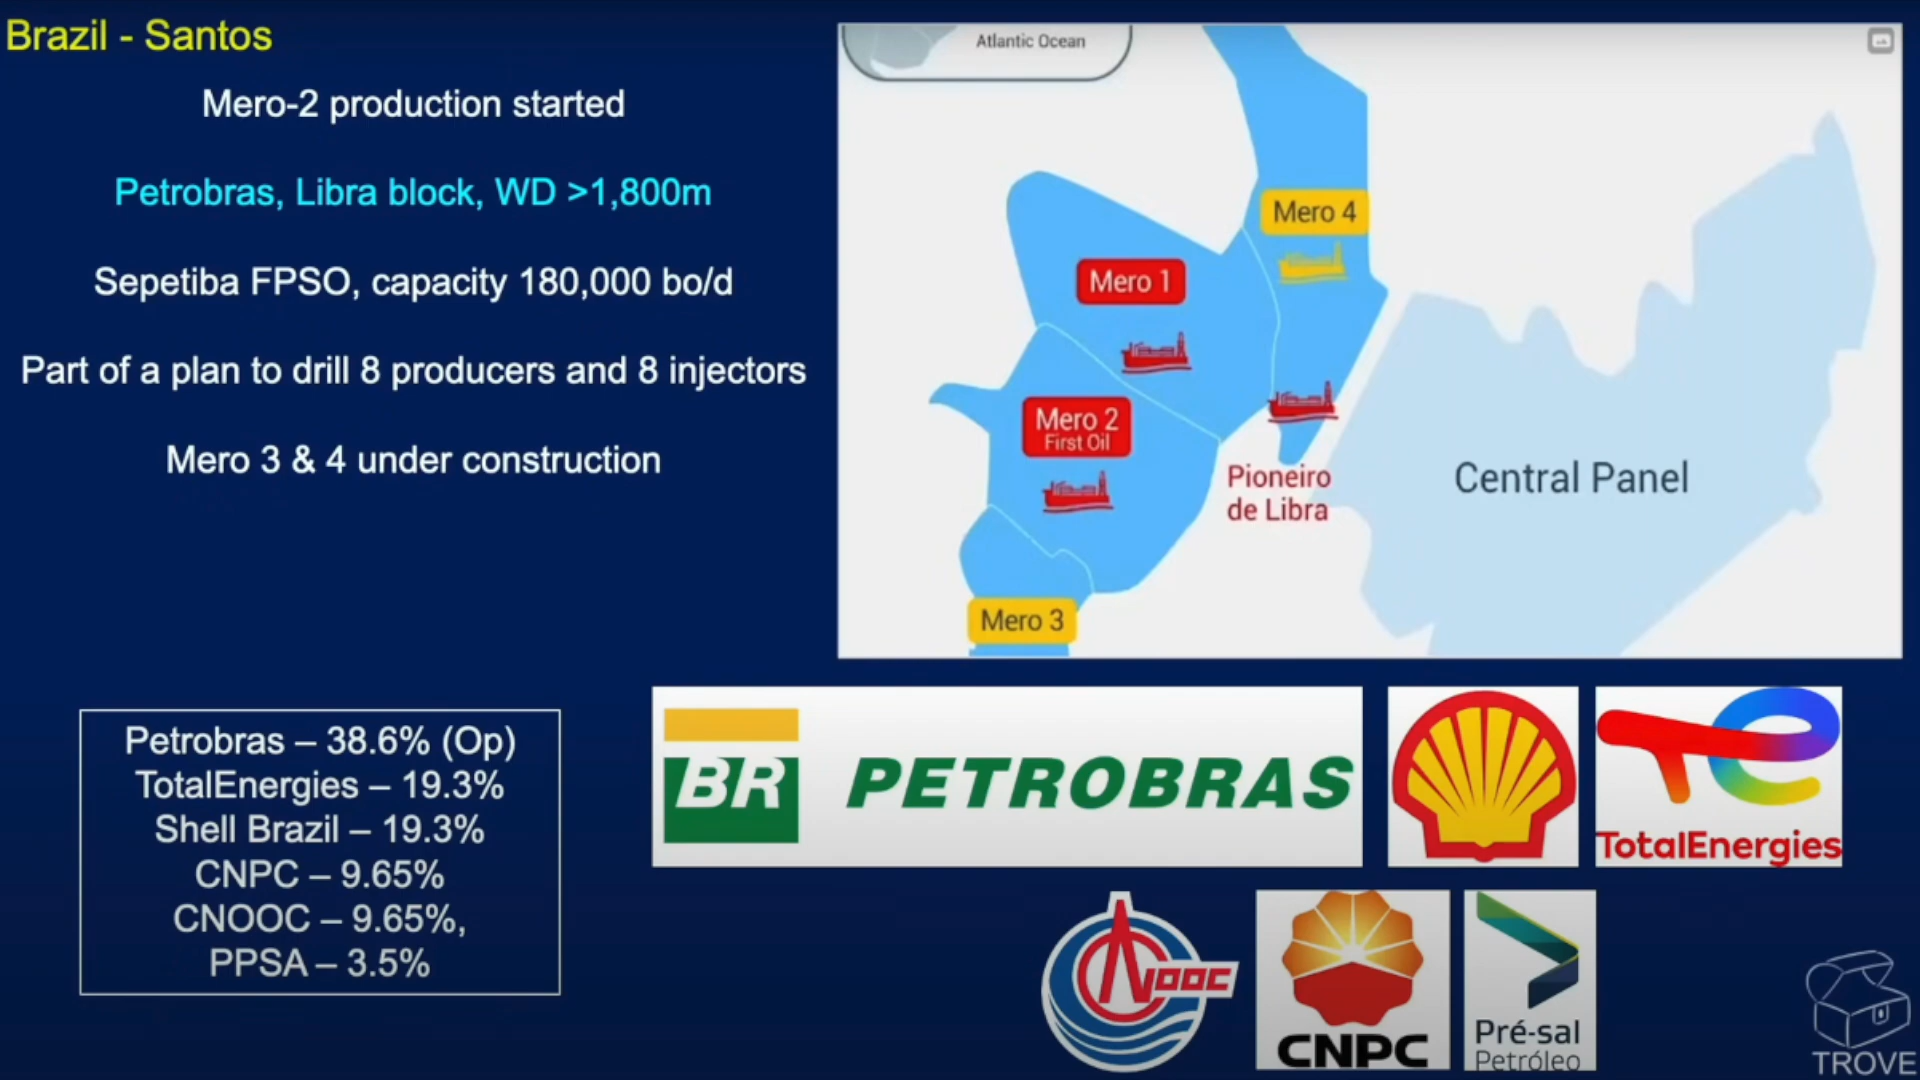 Brazil - Santos
Mero-2 production started
Petrobras, Libra block, WD >1,800m
Sepetiba FPSO, capacity 180,000 bo/d
Part of a plan to drill 8 producers and 8 injectors
Mero 3 & 4 under construction
Atlantic Ocean
Mero 4
Mero 1
Mero 2
First Oil
Pioneiro
de Libra
Central Panel
Mero 3
Petrobras – 38.6% (Op)
TotalEnergies – 19.3%
Shell Brazil – 19.3%
CNPC – 9.65%
CNOOC – 9.65%,
PPSA – 3.5%
BR PETROBRAS
TotalEnergies
CNOOC
CNPC
Pré-sal
Petróleo
TROVE